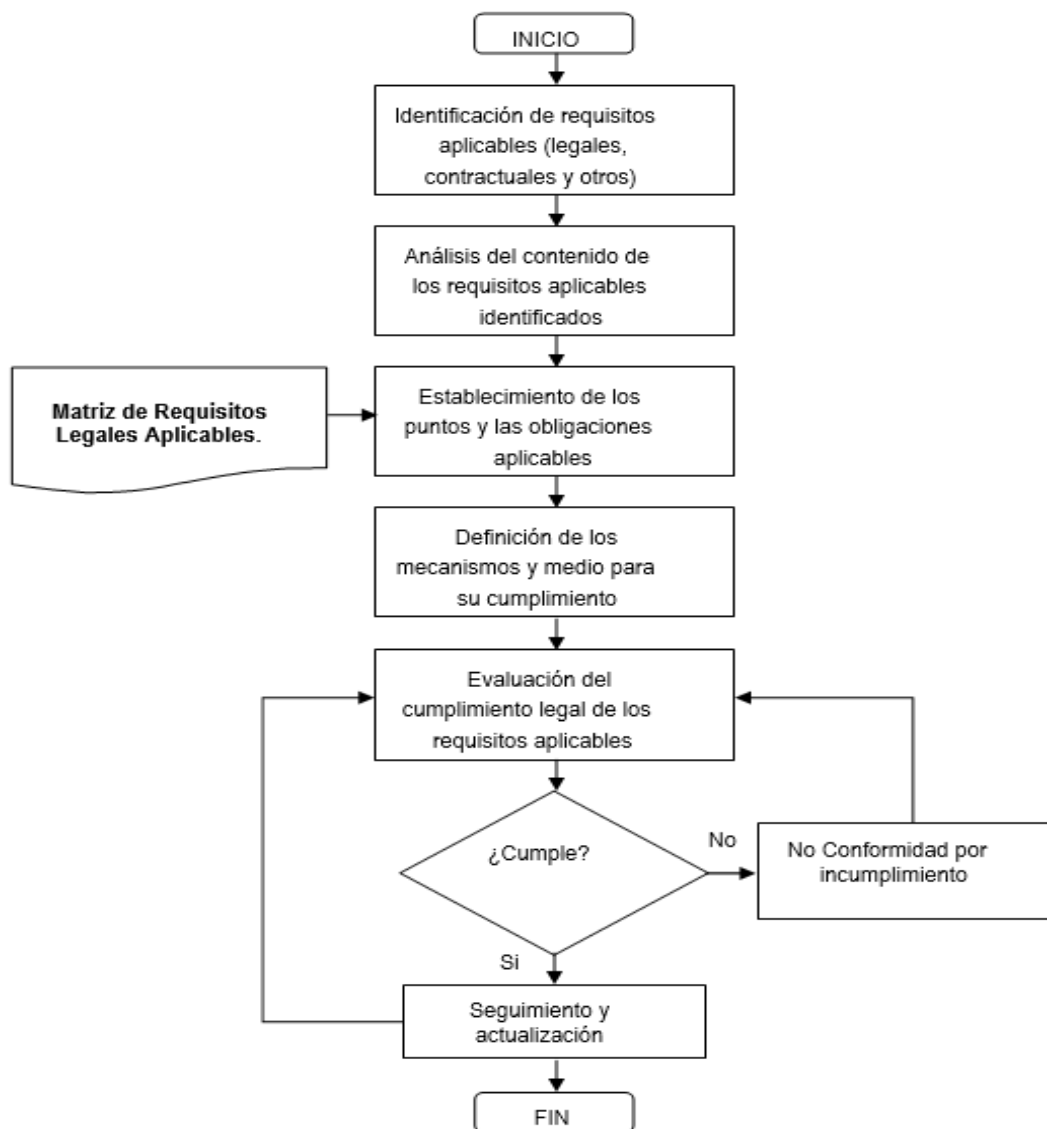 INICIO
Identificación de requisitos
aplicables (legales,
contractuales y otros)
Análisis del contenido de
los requisitos aplicables
identificados
Matriz de Requisitos
Legales Aplicables.
Establecimiento de los
puntos y las obligaciones
aplicables
Definición de los
mecanismos y medio para
su cumplimiento
Evaluación del
cumplimiento legal de los
requisitos aplicables
¿Cumple?
No
No Conformidad por
incumplimiento
Si
Seguimiento y
actualización
FIN